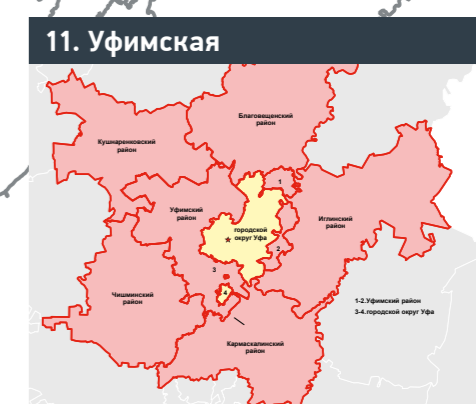 11. Уфимская
Благовещенский
район
Кушнаренковский
район
1
Уфимский
район
Иглинский
район
городской
округ Уфа
2
3
4
Чишминский
район
1-2.Уфимский район
3-4.городской округ Уфа
Кармаскалинский
район